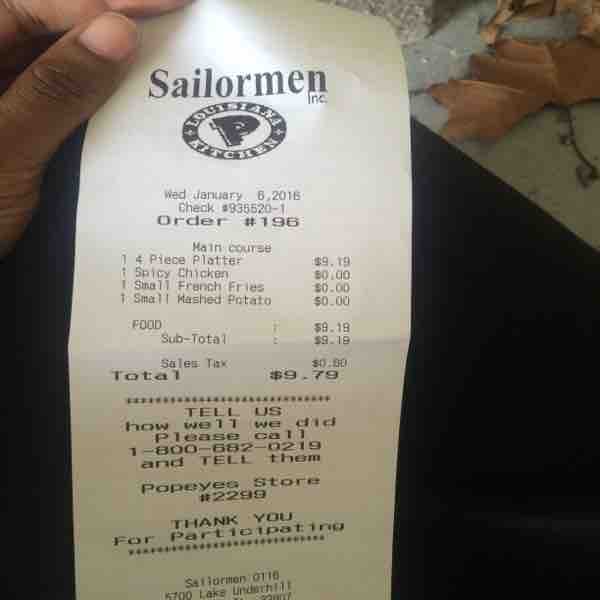 Sailormen
Inc.
LOUISIANA
KITCHEN
Wed January 6,2016
Check #935520-1
Order #196
Main course
1 4 Piece Platter $9.19
1 Spicy Chicken $0.00
1 Small French Fries $0.00
1 Small Mashed Potato $0.00
FOOD : $9.19
Sub-Total : $9.19
Sales Tax $0.60
Total $9.79
TELL US
how well we did
Please call
1-800-682-0219
and TELL them
Popeyes Store
#2299
THANK YOU
For Participating
Sailormen 0116
5700 Lake Underhill